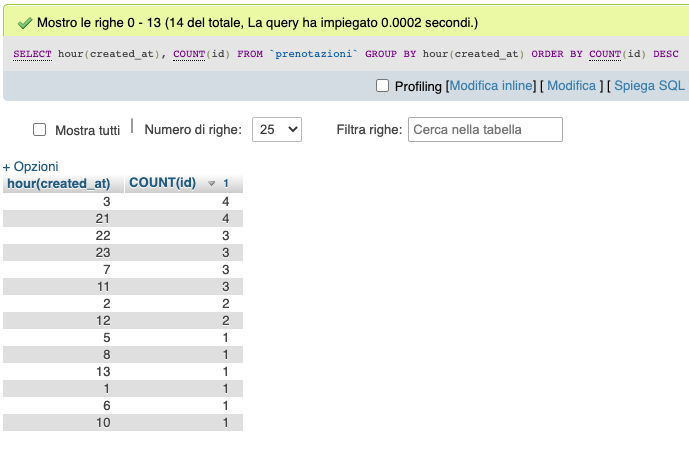 Mostro le righe 0 - 13 (14 del totale, La query ha impiegato 0.0002 secondi.)
SELECT hour(created_at), COUNT(id) FROM `prenotazioni` GROUP BY hour(created_at) ORDER BY COUNT(id) DESC
Profiling [Modifica inline] [ Modifica ] [ Spiega SQL
Mostra tutti | Numero di righe: 25 Filtra righe: Cerca nella tabella
+ Opzioni
hour(created_at) COUNT(id) 1
3 4
21 4
22 3
23 3
7 3
11 3
2 2
12 2
5 1
8 1
13 1
1 1
6 1
10 1